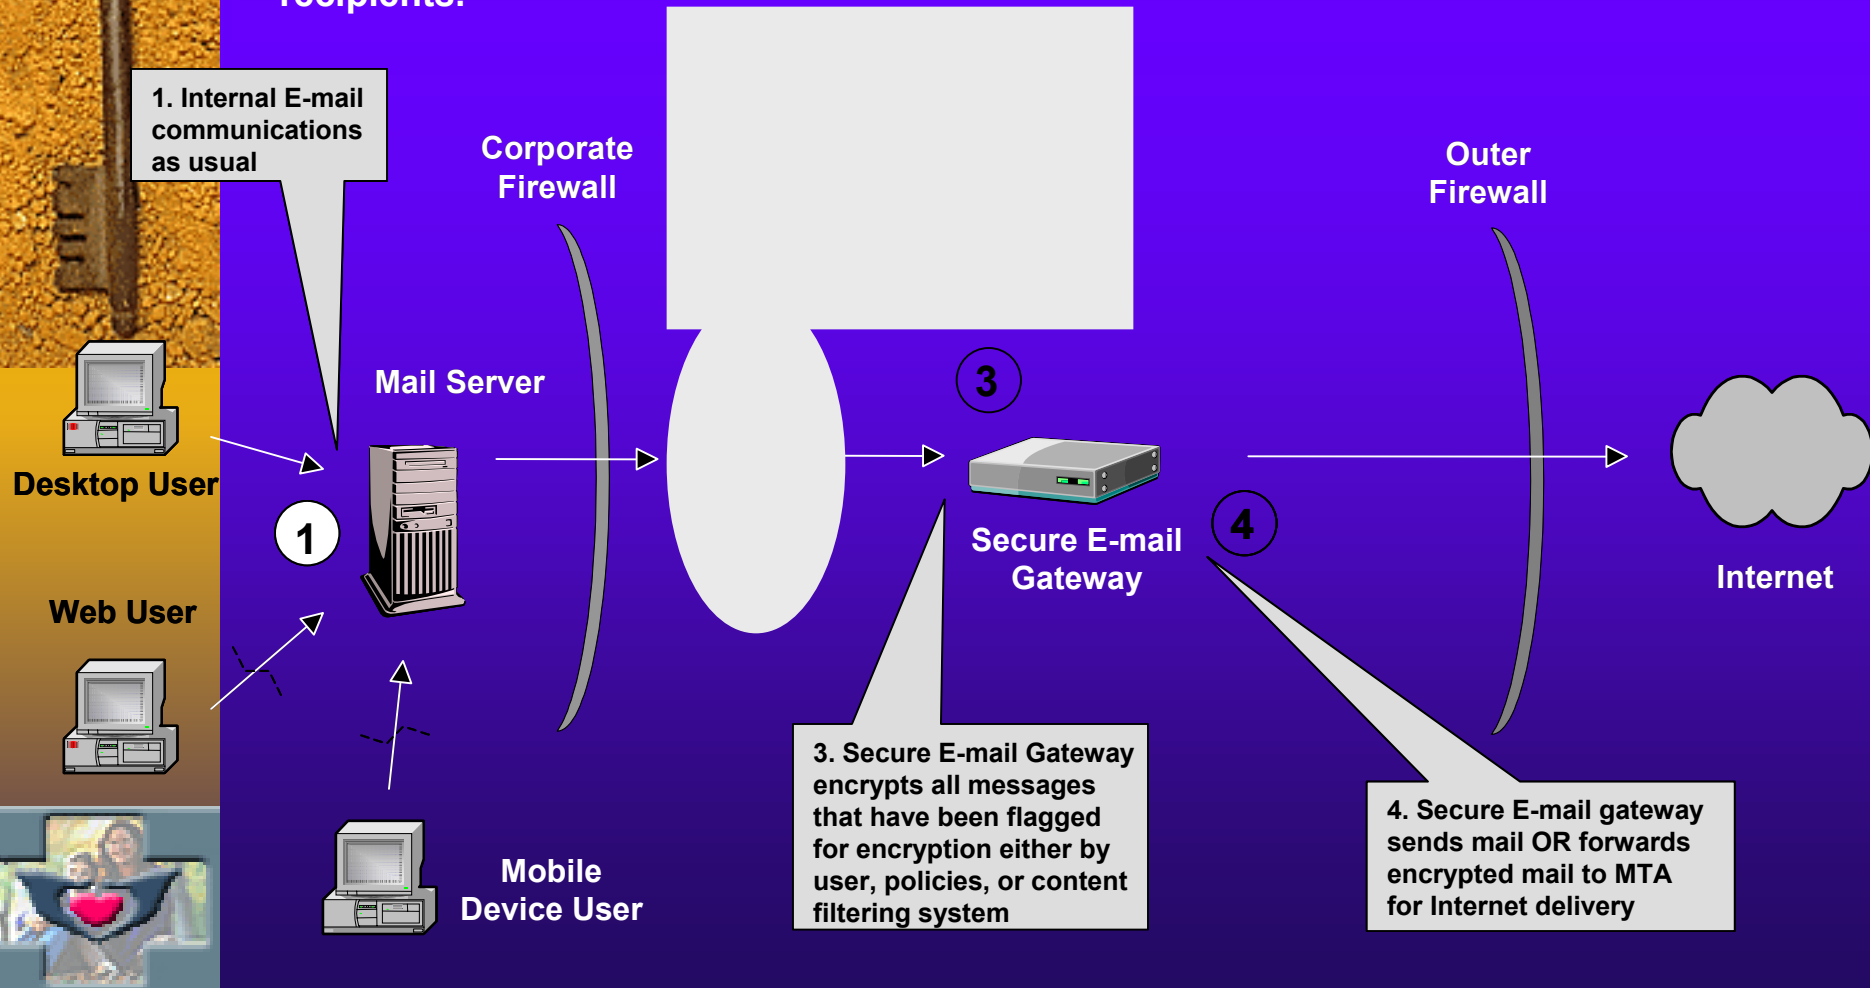 recipients.
1. Internal E-mail
communications
as usual
Corporate
Firewall
Outer
Firewall
Mail Server
3
Desktop User
1
Secure E-mail
Gateway
4
Internet
Web User
3. Secure E-mail Gateway
encrypts all messages
that have been flagged
for encryption either by
user, policies, or content
filtering system
4. Secure E-mail gateway
sends mail OR forwards
encrypted mail to MTA
for Internet delivery
Mobile
Device User